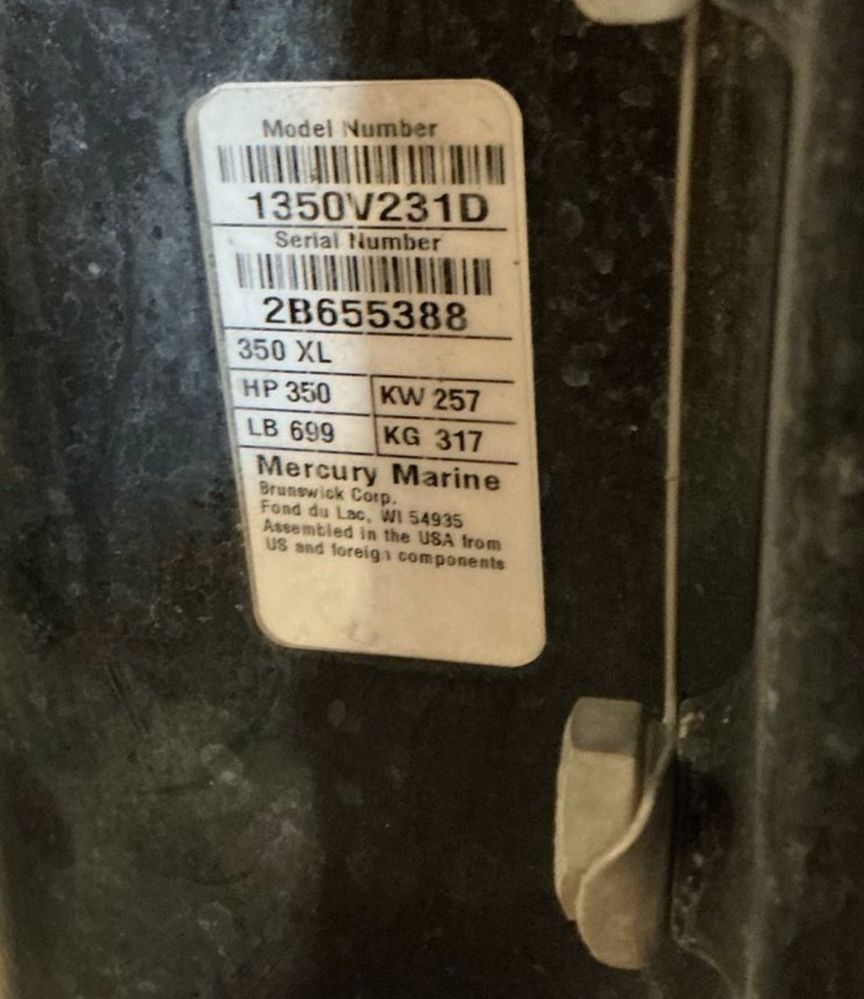 Model Number
1350V231D
Serial Number
2B655388
350 XL
HP 350 KW 257
LB 699 KG 317
Mercury Marine
Brunswick Corp.
Fond du Lac, WI 54935
Assembled in the USA from
US and foreign components